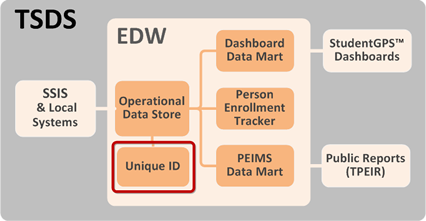 TSDS
EDW
SSIS
& Local
Systems
Operational
Data Store
Unique ID
Dashboard
Data Mart
Person
Enrollment
Tracker
PEIMS
Data Mart
StudentGPS™
Dashboards
Public Reports
(TPEIR)